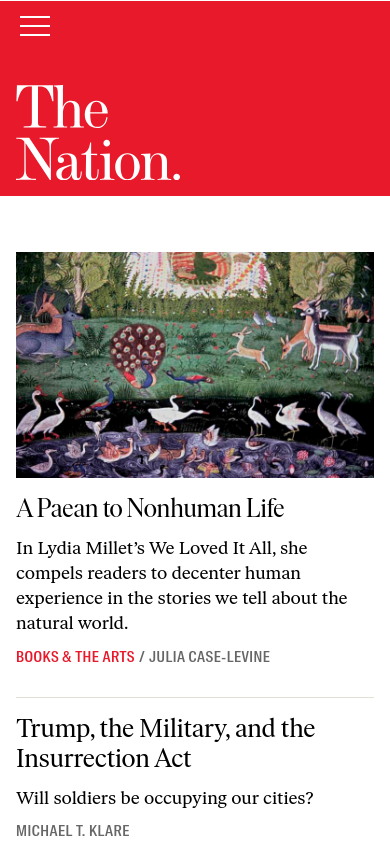 The
Nation.
A Paean to Nonhuman Life
In Lydia Millet’s We Loved It All, she
compels readers to decenter human
experience in the stories we tell about the
natural world.
BOOKS & THE ARTS / JULIA CASE-LEVINE
Trump, the Military, and the
Insurrection Act
Will soldiers be occupying our cities?
MICHAEL T. KLARE